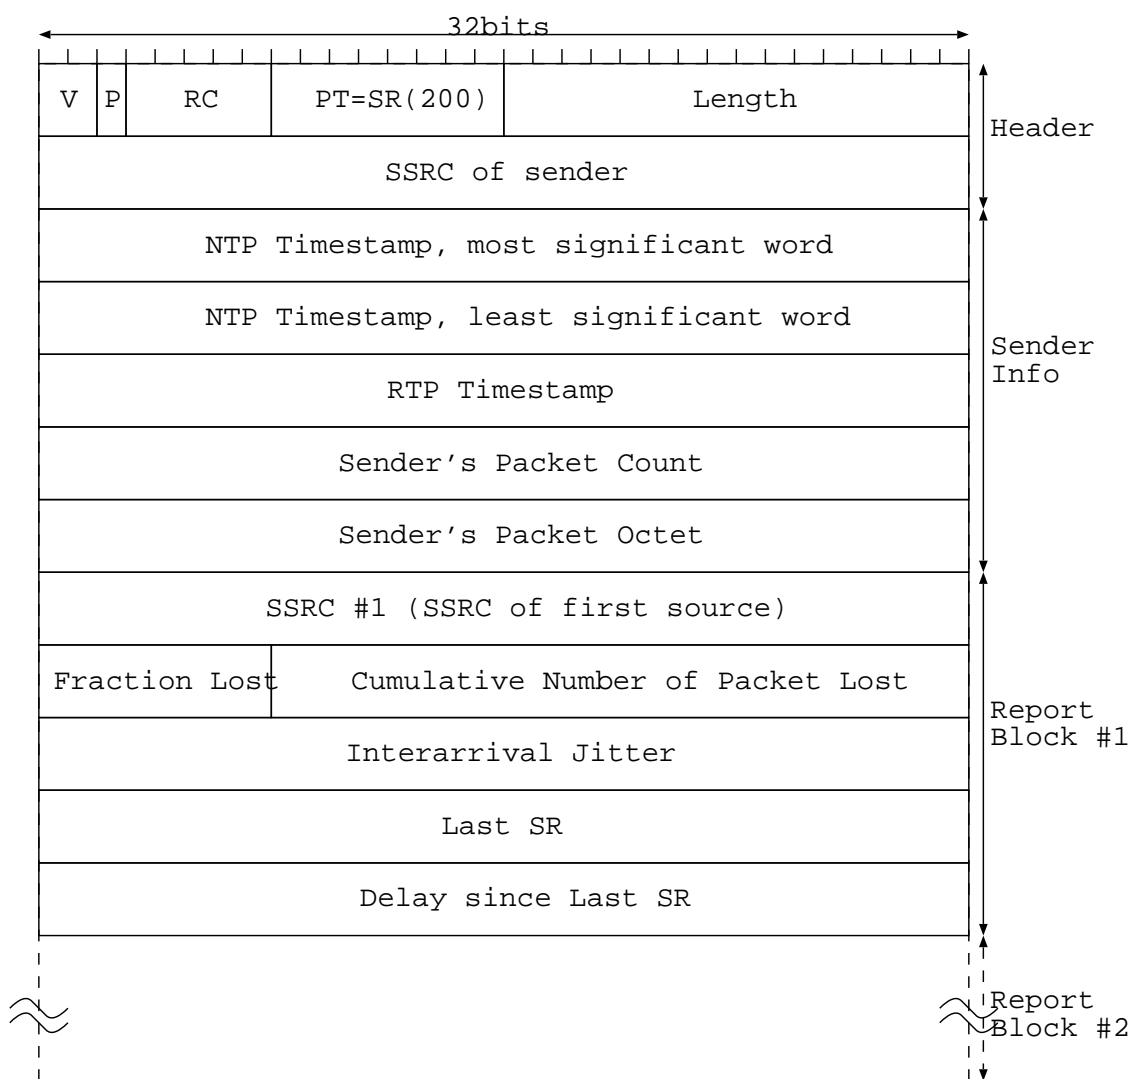 32bits
V P RC PT=SR(200) Length
Header
SSRC of sender
NTP Timestamp, most significant word
NTP Timestamp, least significant word
Sender
Info
RTP Timestamp
Sender's Packet Count
Sender's Packet Octet
SSRC #1 (SSRC of first source)
Fraction Lost Cumulative Number of Packet Lost
Report
Block #1
Interarrival Jitter
Last SR
Delay since Last SR
Report
Block #2